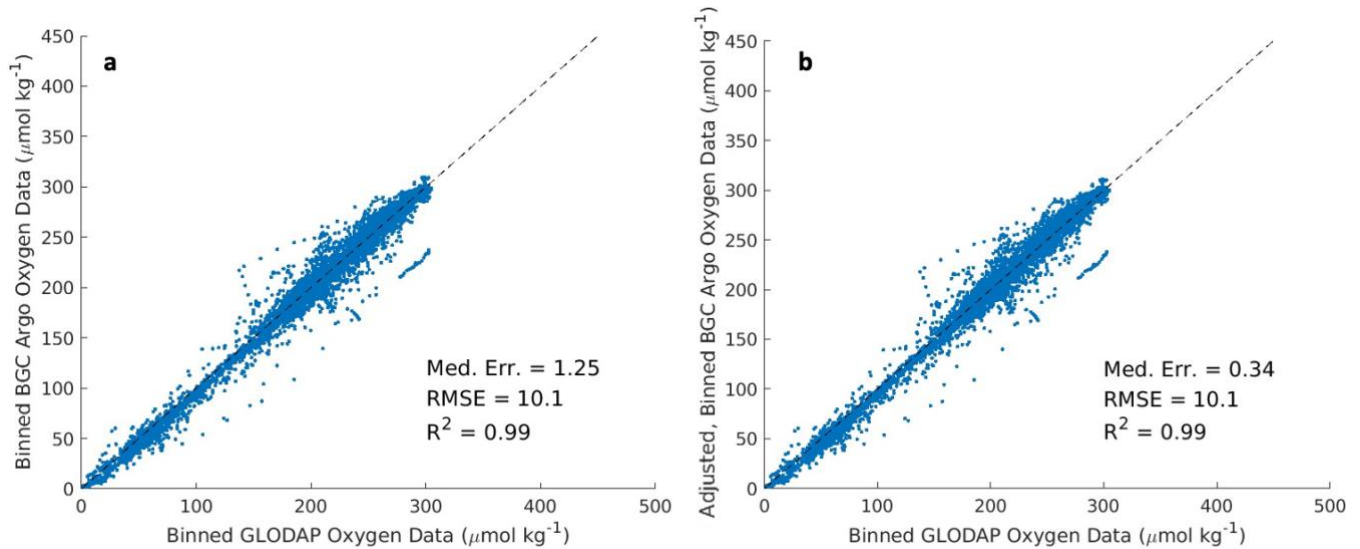 a
Binned BGC Argo Oxygen Data (μmol kg⁻¹)
450
400
350
300
250
200
150
100
50
0
Med. Err. = 1.25
RMSE = 10.1
R² = 0.99
0 100 200 300 400 500
Binned GLODAP Oxygen Data (μmol kg⁻¹)
b
Adjusted, Binned BGC Argo Oxygen Data (μmol kg⁻¹)
450
400
350
300
250
200
150
100
50
0
Med. Err. = 0.34
RMSE = 10.1
R² = 0.99
0 100 200 300 400 500
Binned GLODAP Oxygen Data (μmol kg⁻¹)